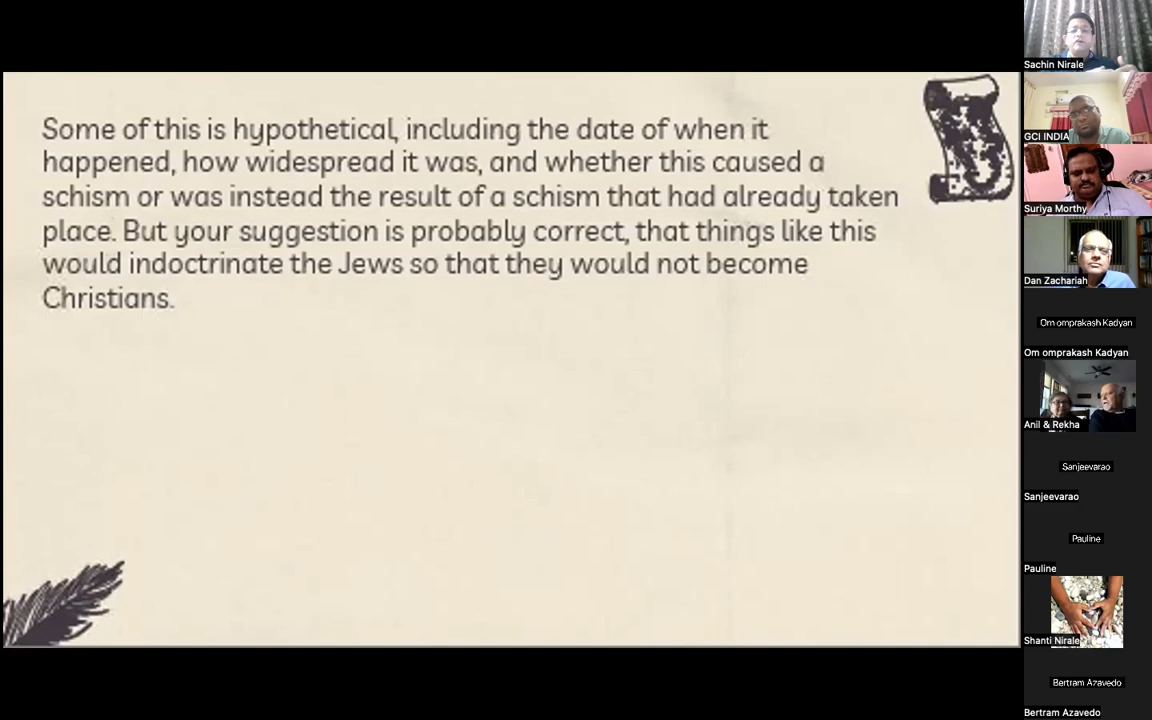 Some of this is hypothetical, including the date of when it
happened, how widespread it was, and whether this caused a
schism or was instead the result of a schism that had already taken
place. But your suggestion is probably correct, that things like this
would indoctrinate the Jews so that they would not become
Christians.
Sachin Nirale
GCI INDIA
Suriya Morthy
Dan Zachariah
Om omprakash Kadyan
Om omprakash Kadyan
Anil & Rekha
Sanjeevarao
Sanjeevarao
Pauline
Pauline
Shanti Nirale
Bertram Azavedo
Bertram Azavedo